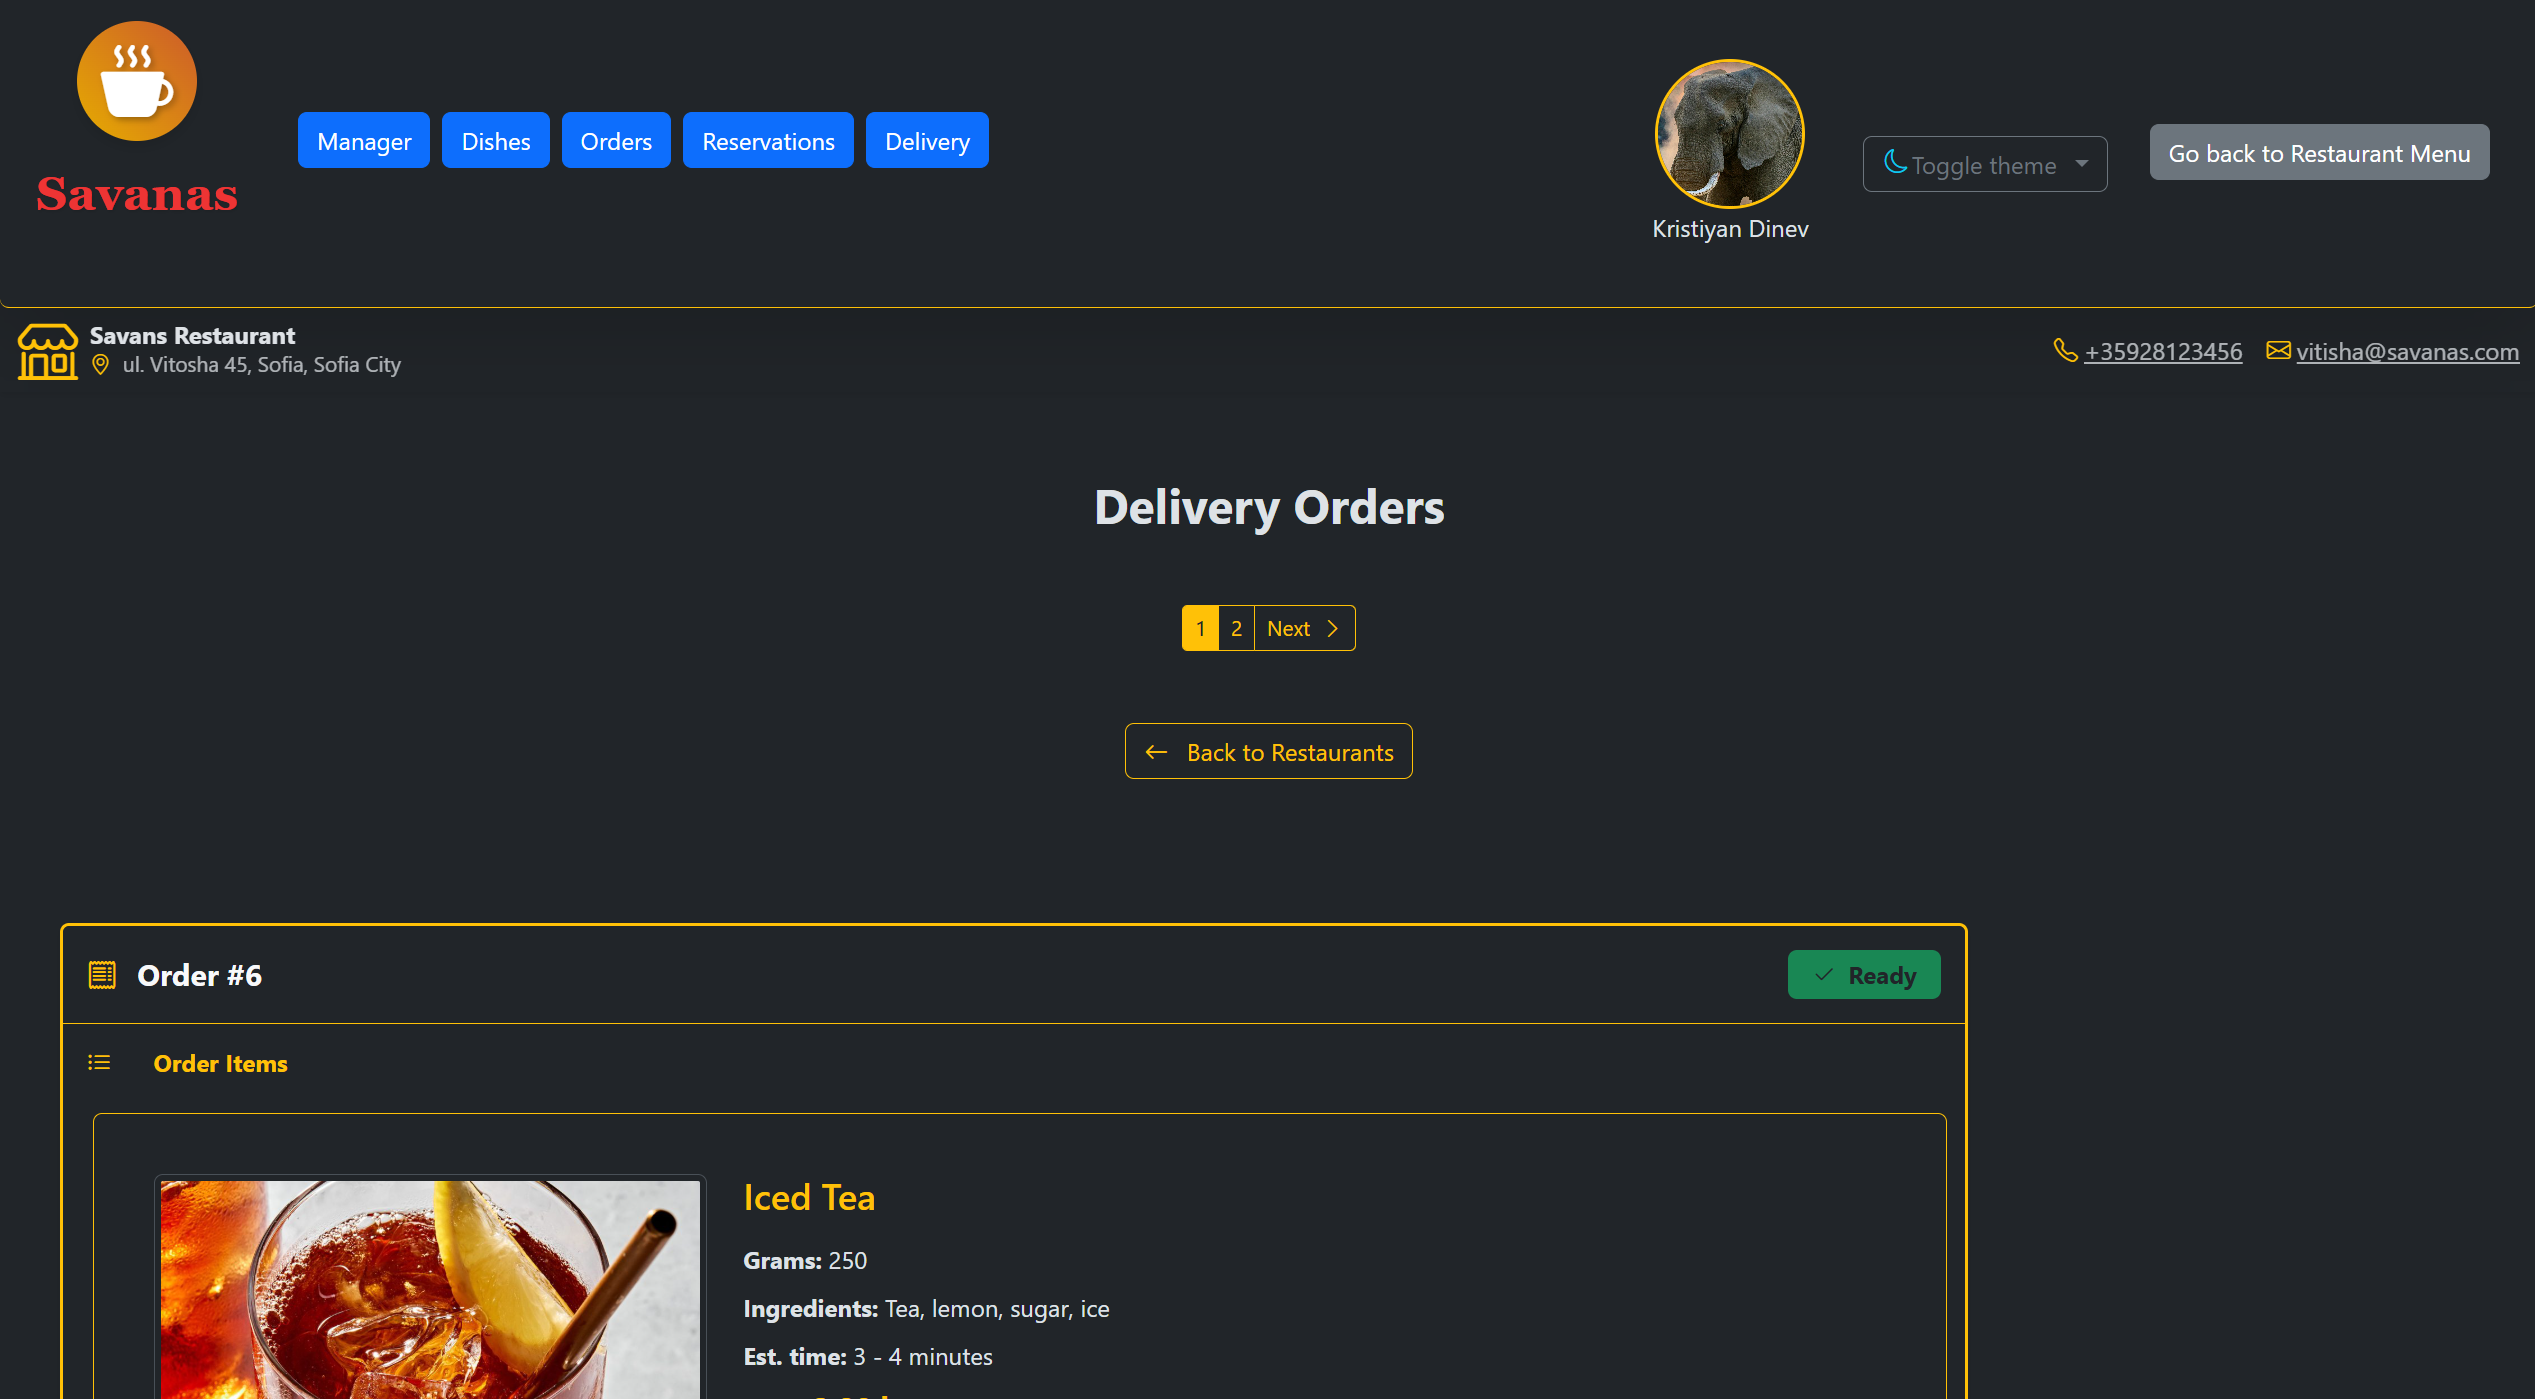 Savanas
Manager
Dishes
Orders
Reservations
Delivery
Kristiyan Dinev
Toggle theme
Go back to Restaurant Menu
Savans Restaurant
ul. Vitosha 45, Sofia, Sofia City
+35928123456
vitisha@savanas.com
Delivery Orders
1
2
Next
Back to Restaurants
Order #6
Ready
Order Items
Iced Tea
Grams: 250
Ingredients: Tea, lemon, sugar, ice
Est. time: 3 - 4 minutes